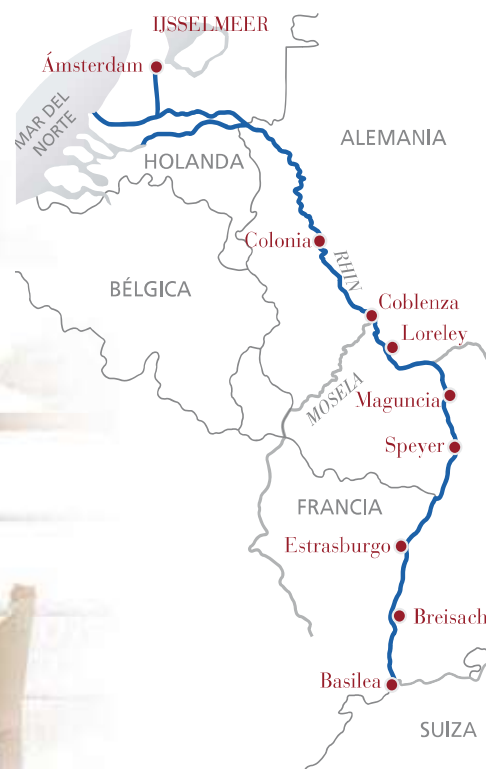 IJSSELMEER
Ámsterdam
MAR DEL
NORTE
HOLANDA
ALEMANIA
Colonia
RHIN
BÉLGICA
Coblenza
Loreley
MOSELA
Maguncia
Speyer
FRANCIA
Estrasburgo
Breisach
Basilea
SUIZA